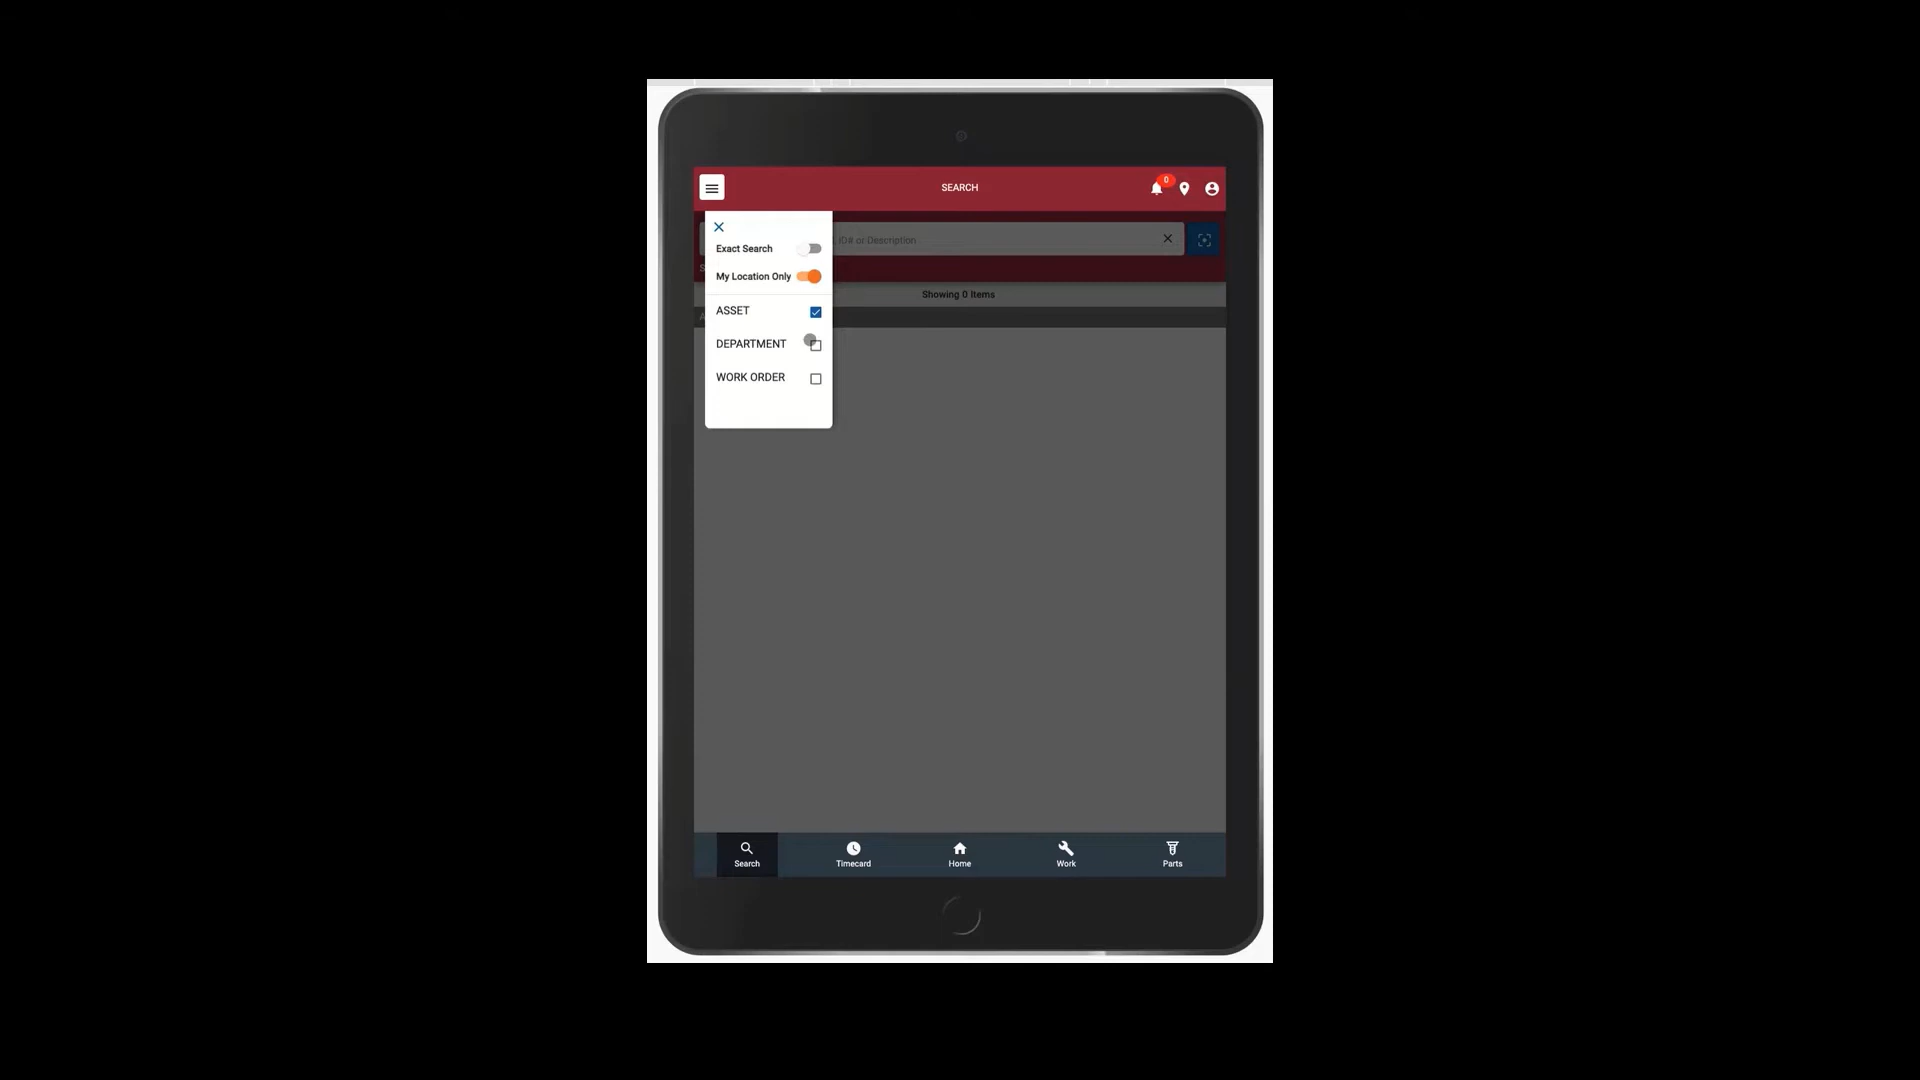 SEARCH
0
Exact Search
ID# or Description
My Location Only
Showing 0 Items
ASSET
DEPARTMENT
WORK ORDER
Search
Timecard
Home
Work
Parts